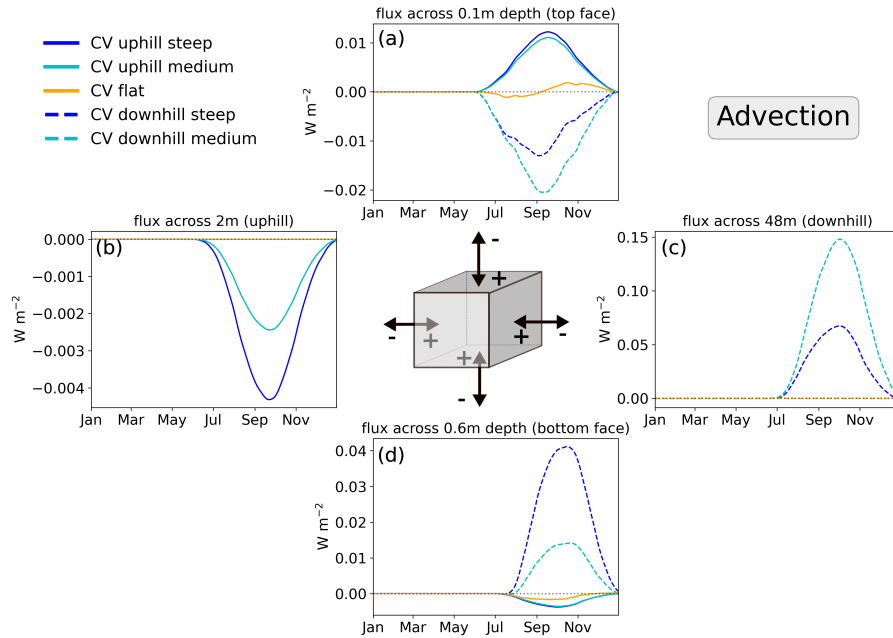 flux across 0.1m depth (top face)
CV uphill steep
CV uphill medium
CV flat
CV downhill steep
CV downhill medium
(a)
0.01
0.00
−0.01
−0.02
W m−2
Jan Mar May Jul Sep Nov
Advection
flux across 2m (uphill)
(b)
0.000
−0.001
−0.002
−0.003
−0.004
W m−2
Jan Mar May Jul Sep Nov
-
+
-
+
+
-
+
-
flux across 48m (downhill)
(c)
0.15
0.10
0.05
0.00
W m−2
Jan Mar May Jul Sep Nov
flux across 0.6m depth (bottom face)
(d)
0.04
0.03
0.02
0.01
0.00
W m−2
Jan Mar May Jul Sep Nov